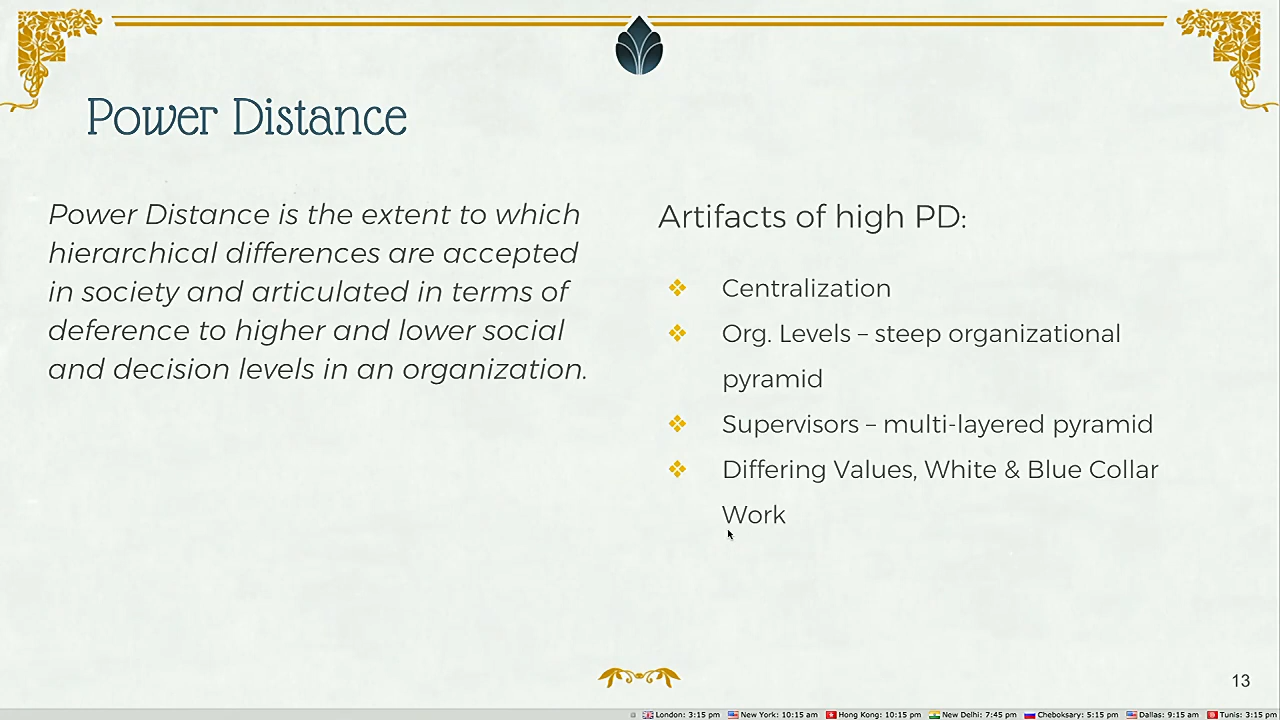 Power Distance
Power Distance is the extent to which
hierarchical differences are accepted
in society and articulated in terms of
deference to higher and lower social
and decision levels in an organization.
Artifacts of high PD:
Centralization
Org. Levels – steep organizational
pyramid
Supervisors – multi-layered pyramid
Differing Values, White & Blue Collar
Work
13
London: 3:15 pm New York: 10:15 am Hong Kong: 10:15 pm New Delhi: 7:45 pm Cheboksary: 5:15 pm Dallas: 9:15 am Tunis: 3:15 pm